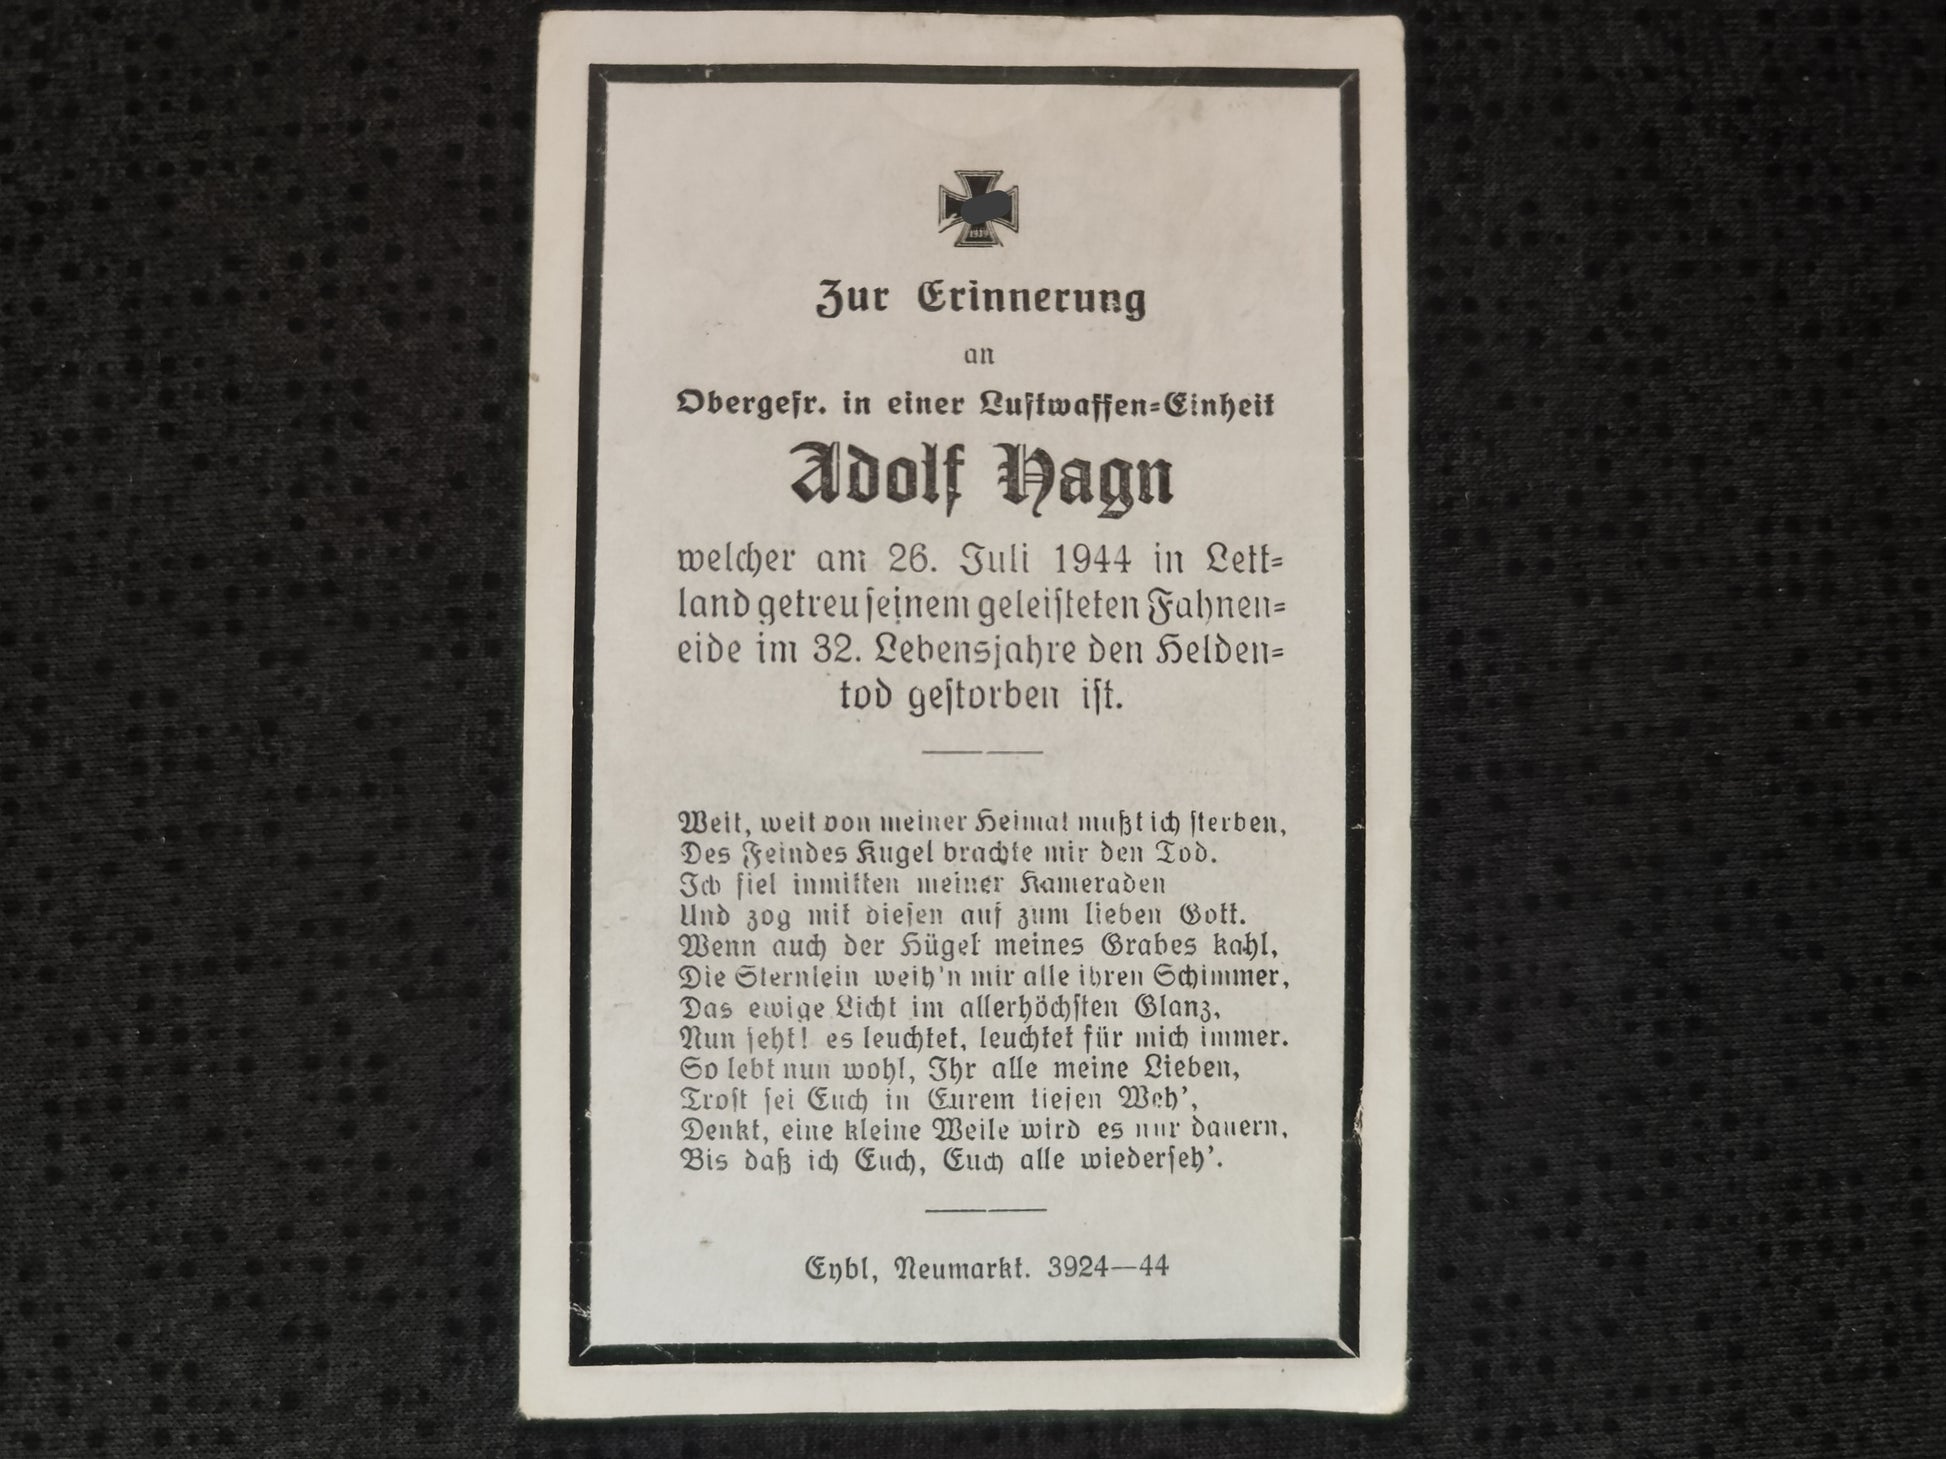 1939
Zur Erinnerung
an
Obergefr. in einer Luftwaffen-Einheit
Adolf Hagn
welcher am 26. Juli 1944 in Lett-
land getreu seinem geleisteten Fahnen-
eide im 32. Lebensjahre den Helden-
tod gestorben ist.
Weit, weit von meiner Heimat mußt ich sterben,
Des Feindes Kugel brachte mir den Tod.
Ich fiel inmitten meiner Kameraden
Und zog mit diesen auf zum lieben Gott.
Wenn auch der Hügel meines Grabes kahl,
Die Sternlein weih'n mir alle ihren Schimmer,
Das ewige Licht im allerhöchsten Glanz,
Nun seht! es leuchtet, leuchtet für mich immer.
So lebt nun wohl, Ihr alle meine Lieben,
Trost sei Euch in Eurem tiefen Weh',
Denkt, eine kleine Weile wird es nur dauern,
Bis daß ich Euch, Euch alle wiederseh'.
Eybl, Neumarkt. 3924—44